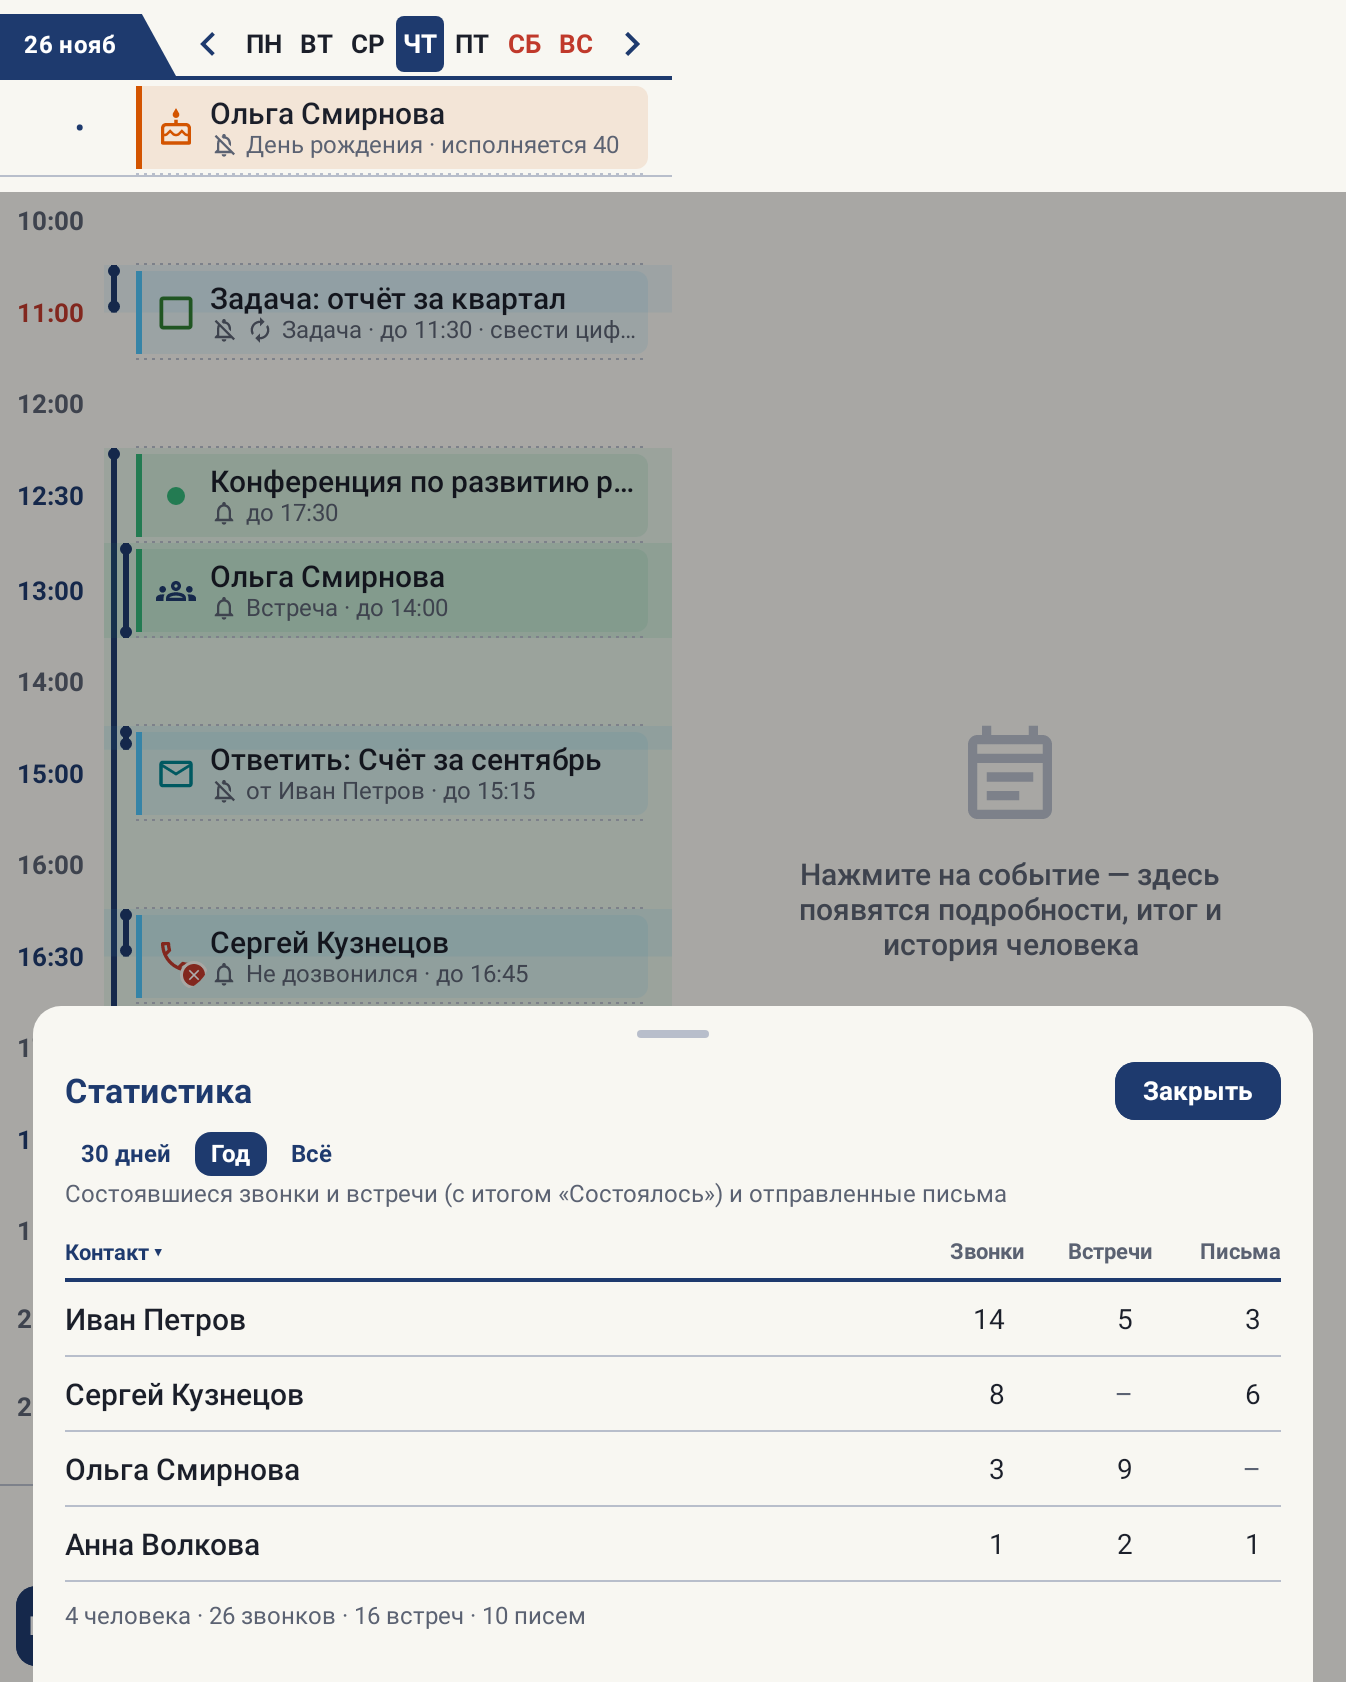 26 нояб
ПН ВТ СР ЧТ ПТ СБ ВС
Ольга Смирнова
День рождения · исполняется 40
10:00
11:00
Задача: отчёт за квартал
Задача · до 11:30 · свести циф...
12:00
12:30
Конференция по развитию р...
до 17:30
13:00
Ольга Смирнова
Встреча · до 14:00
14:00
15:00
Ответить: Счёт за сентябрь
от Иван Петров · до 15:15
16:00
16:30
Сергей Кузнецов
Не дозвонился · до 16:45
Нажмите на событие — здесь
появятся подробности, итог и
история человека
Статистика
Закрыть
30 дней Год Всё
Состоявшиеся звонки и встречи (с итогом «Состоялось») и отправленные письма
Контакт ▾ Звонки Встречи Письма
Иван Петров 14 5 3
Сергей Кузнецов 8 – 6
Ольга Смирнова 3 9 –
Анна Волкова 1 2 1
4 человека · 26 звонков · 16 встреч · 10 писем